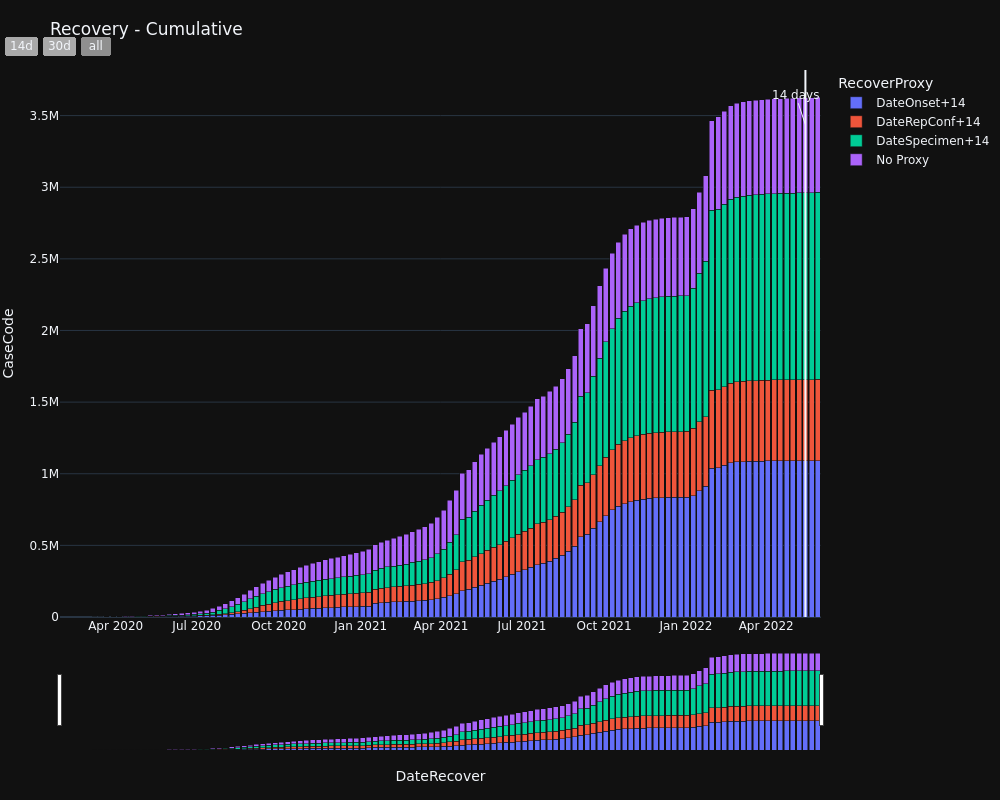 Recovery - Cumulative
14d
30d
all
RecoverProxy
DateOnset+14
DateRepConf+14
DateSpecimen+14
No Proxy
14 days
3.5M
3M
2.5M
2M
1.5M
1M
0.5M
0
CaseCode
Apr 2020
Jul 2020
Oct 2020
Jan 2021
Apr 2021
Jul 2021
Oct 2021
Jan 2022
Apr 2022
DateRecover